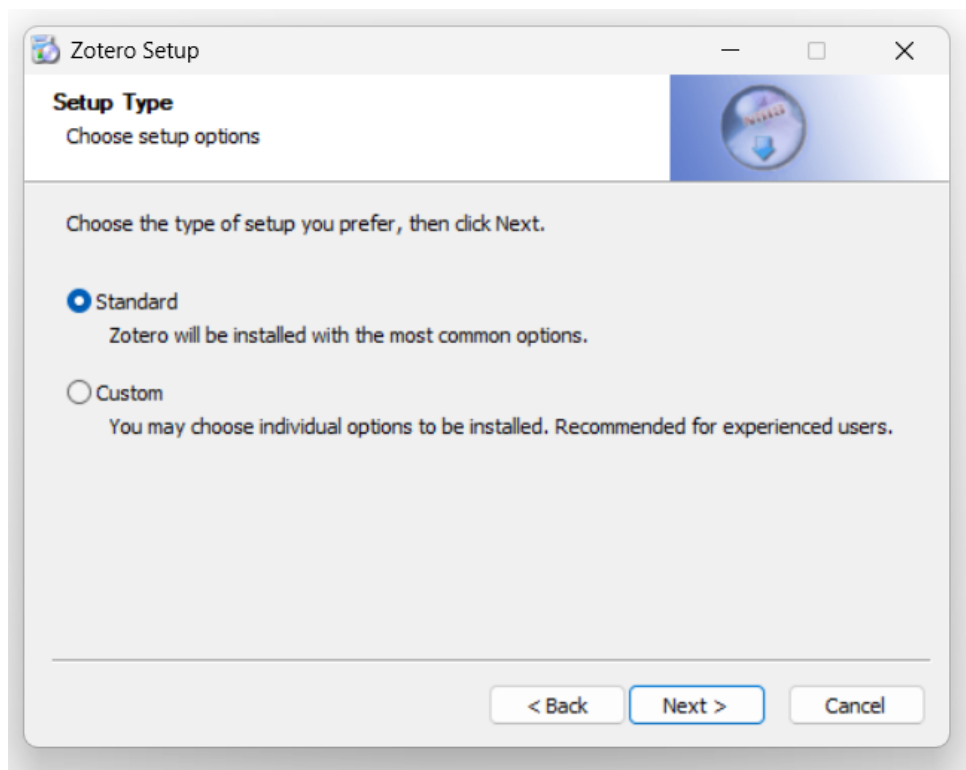 Zotero Setup
Setup Type
Choose setup options
Choose the type of setup you prefer, then click Next.
Standard
Zotero will be installed with the most common options.
Custom
You may choose individual options to be installed. Recommended for experienced users.
< Back
Next >
Cancel